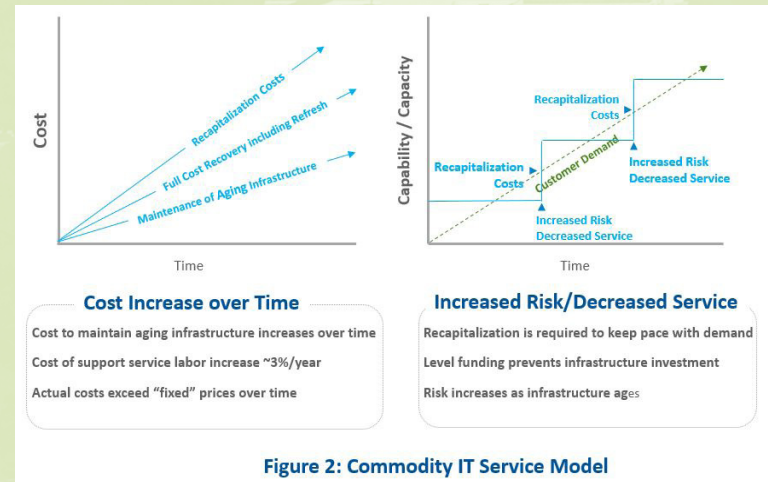 Cost
Recapitalization Costs
Full Cost Recovery including Refresh
Maintenance of Aging Infrastructure
Time
Capability / Capacity
Recapitalization
Costs
Customer Demand
Recapitalization
Costs
Increased Risk
Decreased Service
Increased Risk
Decreased Service
Time
Cost Increase over Time
Cost to maintain aging infrastructure increases over time
Cost of support service labor increase ~3%/year
Actual costs exceed “fixed” prices over time
Increased Risk/Decreased Service
Recapitalization is required to keep pace with demand
Level funding prevents infrastructure investment
Risk increases as infrastructure ages
Figure 2: Commodity IT Service Model